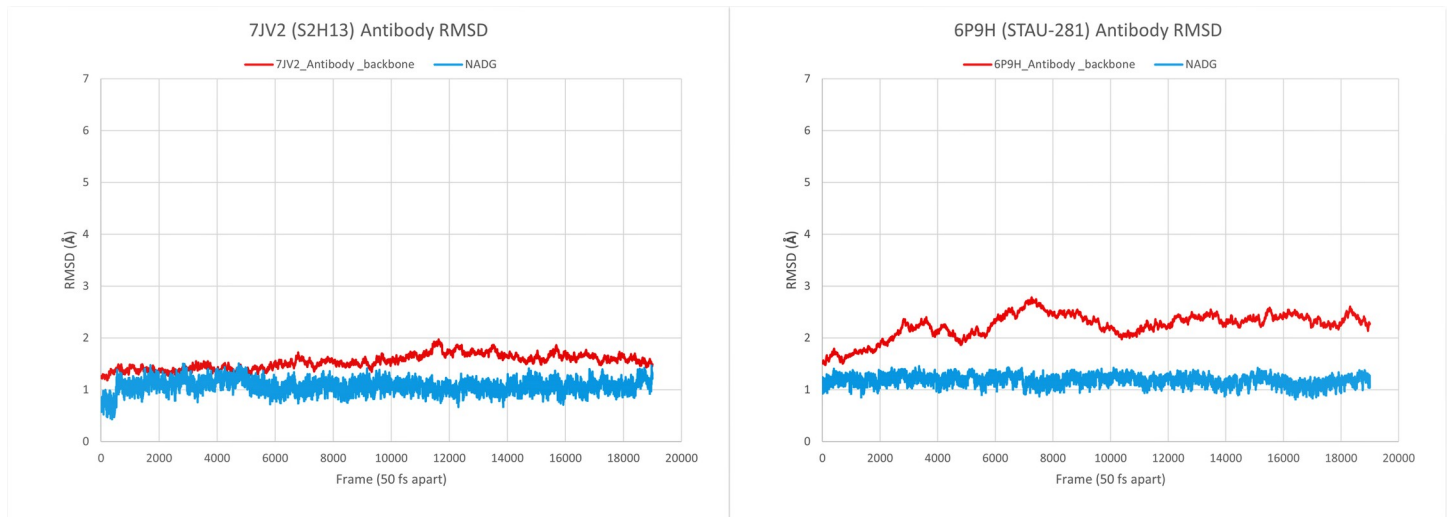 7JV2 (S2H13) Antibody RMSD
7JV2_Antibody _backbone NADG
7
6
5
4
3
2
1
0
RMSD (Å)
0 2000 4000 6000 8000 10000 12000 14000 16000 18000 20000
Frame (50 fs apart)
6P9H (STAU-281) Antibody RMSD
6P9H_Antibody _backbone NADG
7
6
5
4
3
2
1
0
RMSD (Å)
0 2000 4000 6000 8000 10000 12000 14000 16000 18000 20000
Frame (50 fs apart)